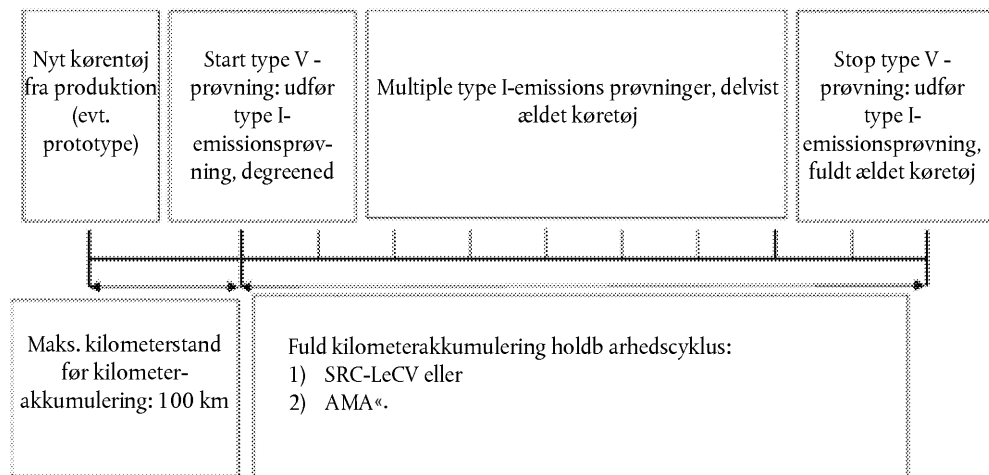 Nyt kørentøj
fra produktion
(evt.
prototype)
Start type V -
prøvning: udfør
type I-
emissionsprøv-
ning, degreened
Multiple type I-emissions prøvninger, delvist
ældet køretøj
Stop type V -
prøvning: udfør
type I-
emissionsprøvning,
fuldt ældet køretøj
Maks. kilometerstand
før kilometer-
akkumulering: 100 km
Fuld kilometerakkumulering holdb arhedscyklus:
1) SRC-LeCV eller
2) AMA«.